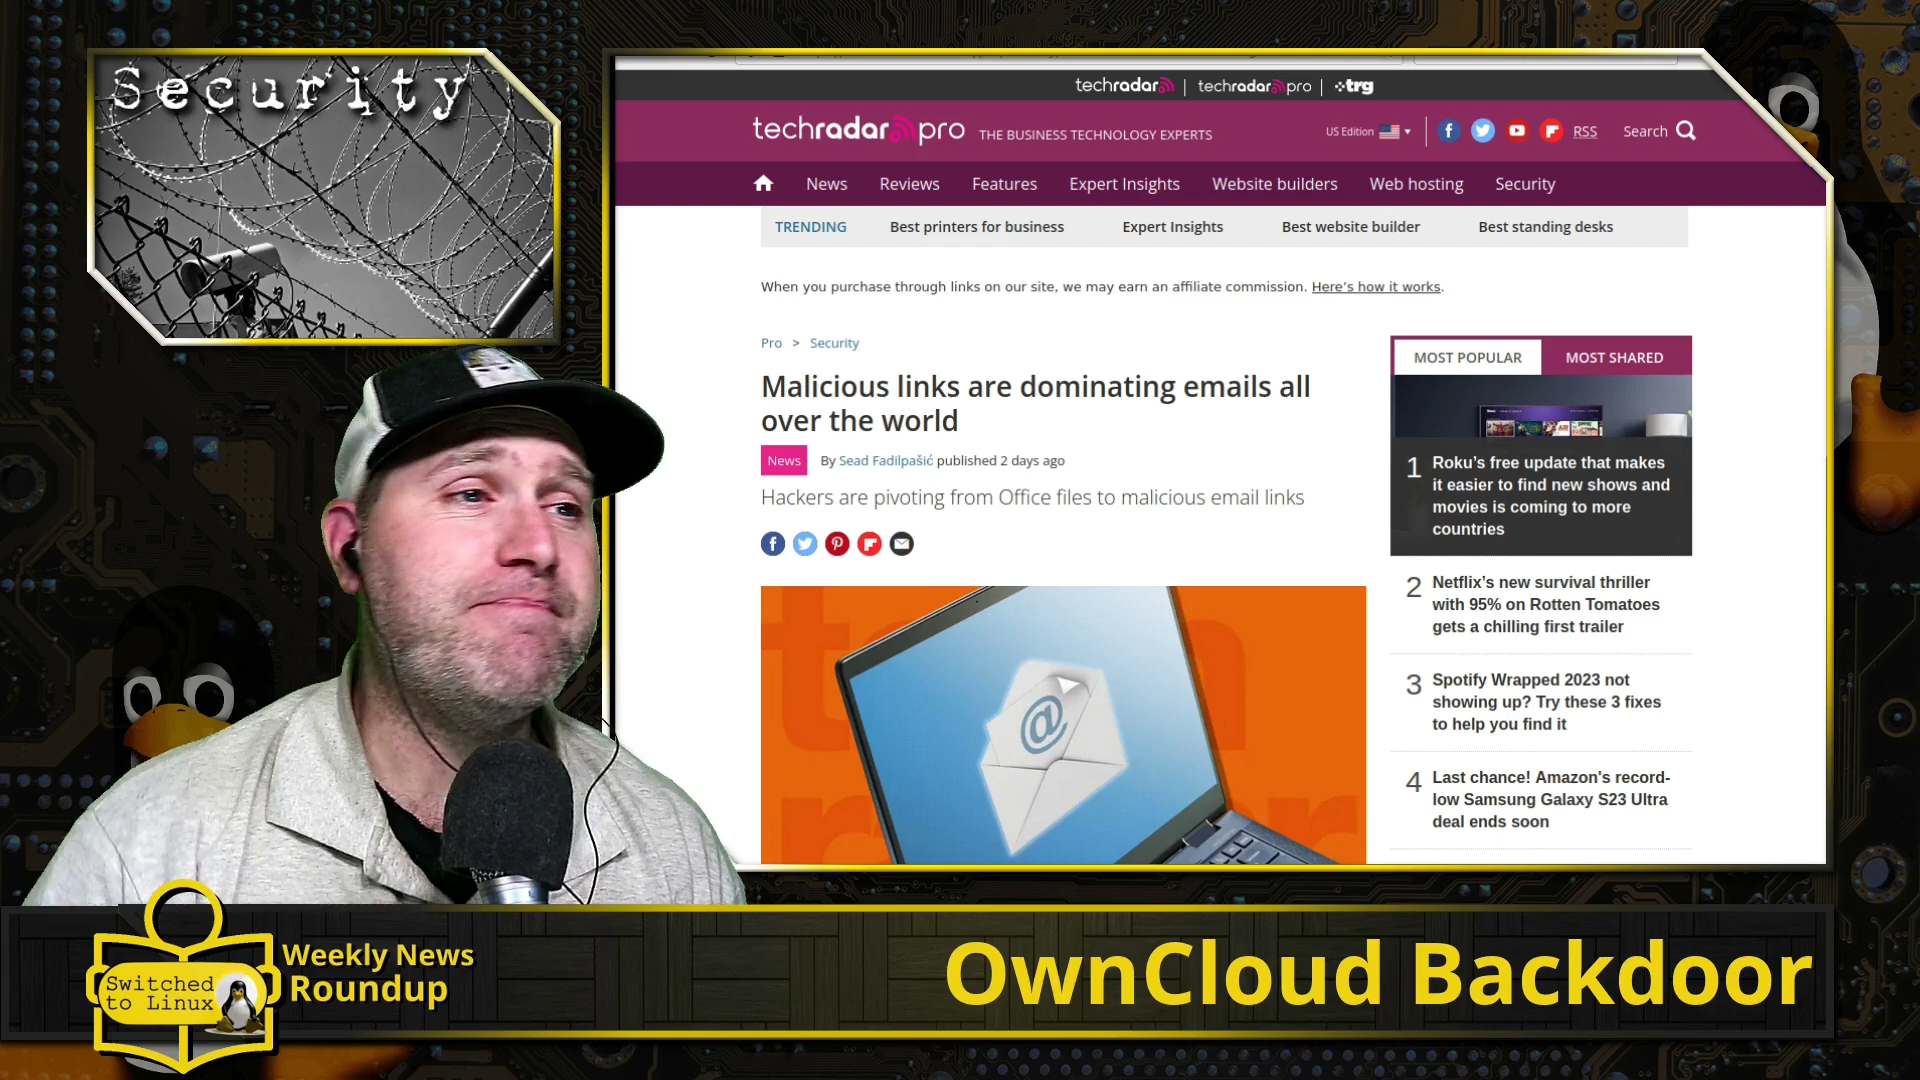 Security
techradar | techradar pro | trg
techradar pro THE BUSINESS TECHNOLOGY EXPERTS
US Edition
RSS
Search
News Reviews Features Expert Insights Website builders Web hosting Security
TRENDING Best printers for business Expert Insights Best website builder Best standing desks
When you purchase through links on our site, we may earn an affiliate commission. Here's how it works.
Pro > Security
Malicious links are dominating emails all
over the world
News By Sead Fadilpašić published 2 days ago
Hackers are pivoting from Office files to malicious email links
MOST POPULAR MOST SHARED
1 Roku's free update that makes
it easier to find new shows and
movies is coming to more
countries
2 Netflix's new survival thriller
with 95% on Rotten Tomatoes
gets a chilling first trailer
3 Spotify Wrapped 2023 not
showing up? Try these 3 fixes
to help you find it
4 Last chance! Amazon's record-
low Samsung Galaxy S23 Ultra
deal ends soon
@
Switched
to Linux
Weekly News
Roundup
OwnCloud Backdoor